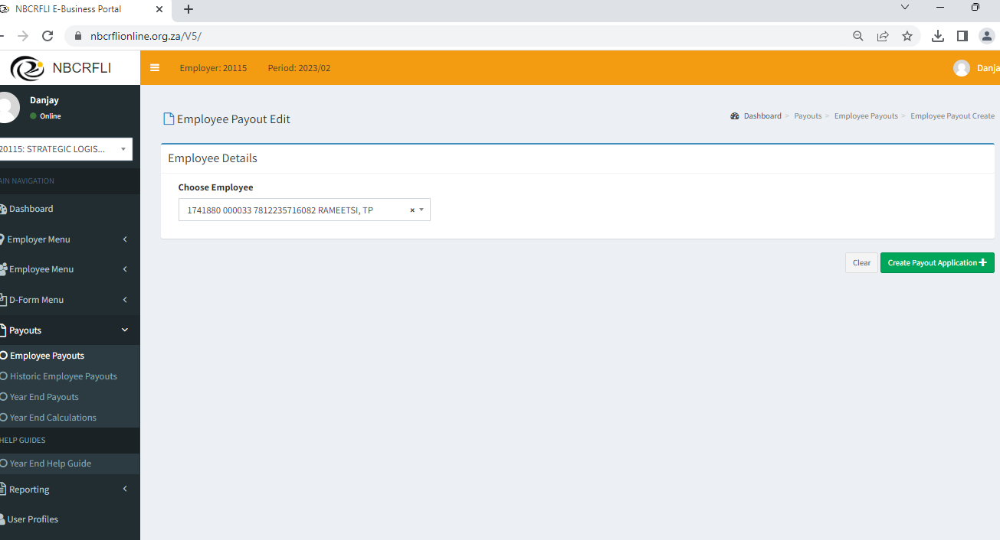 NBCRFLI E-Business Portal
nbcrflionline.org.za/V5/
NBCRFLI
Employer: 20115 Period: 2023/02
Danja
Danjay
Online
Employee Payout Edit
Dashboard > Payouts > Employee Payouts > Employee Payout Create
20115: STRATEGIC LOGIS...
Employee Details
AIN NAVIGATION
Choose Employee
1741880 000033 7812235716082 RAMEETSI, TP
Dashboard
Employer Menu
Clear
Create Payout Application
Employee Menu
D-Form Menu
Payouts
Employee Payouts
Historic Employee Payouts
Year End Payouts
Year End Calculations
HELP GUIDES
Year End Help Guide
Reporting
User Profiles